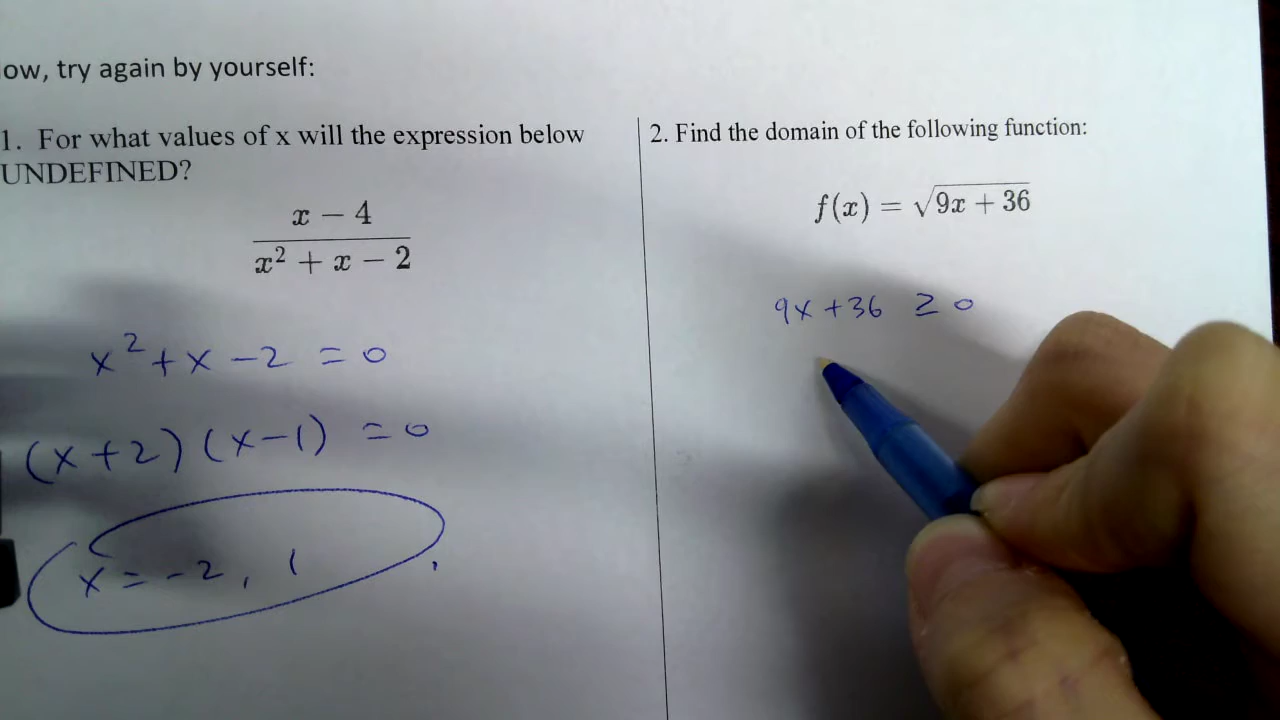 ow, try again by yourself:
1. For what values of x will the expression below
UNDEFINED?
x − 4
x² + x − 2
x² + x − 2 = 0
(x + 2) (x − 1) = 0
x = −2, 1
2. Find the domain of the following function:
f(x) = √9x + 36
9x + 36 ≥ 0